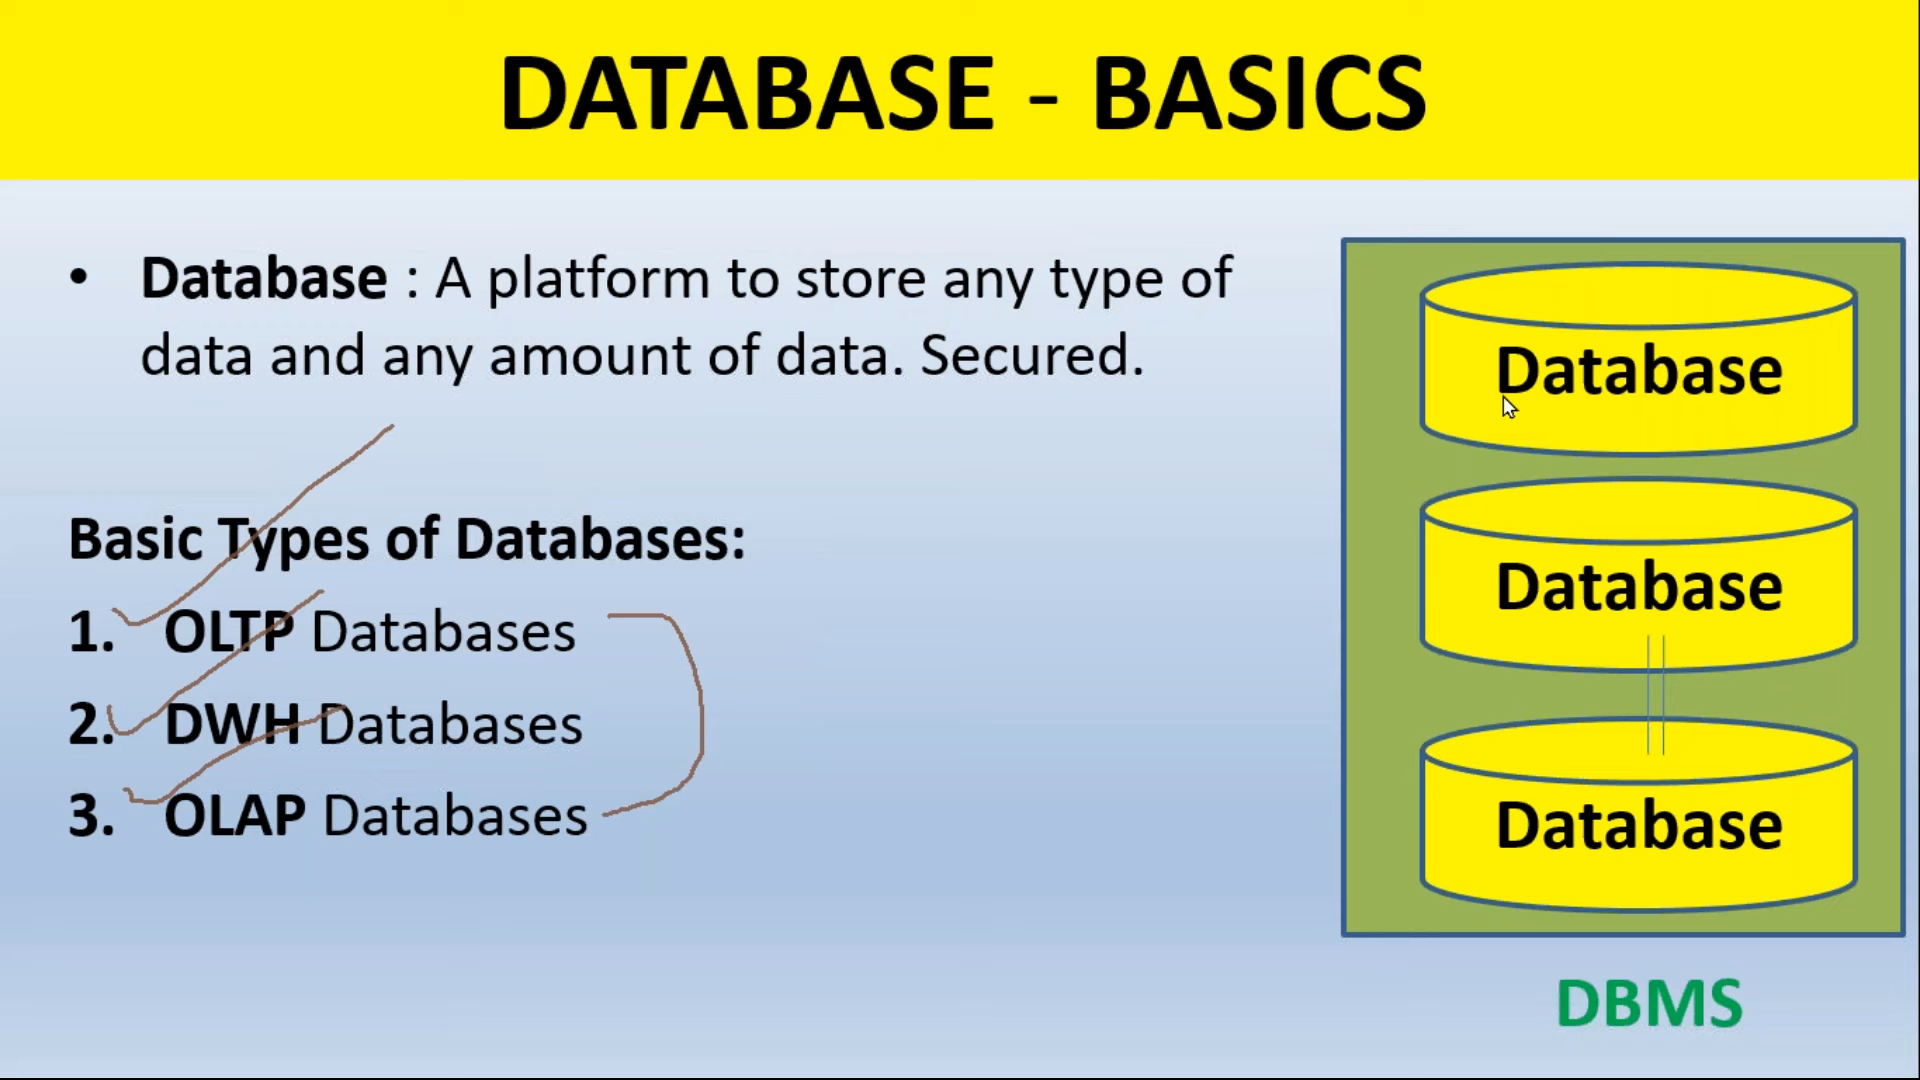 DATABASE - BASICS
• Database : A platform to store any type of
data and any amount of data. Secured.
Basic Types of Databases:
1. OLTP Databases
2. DWH Databases
3. OLAP Databases
Database
Database
Database
DBMS